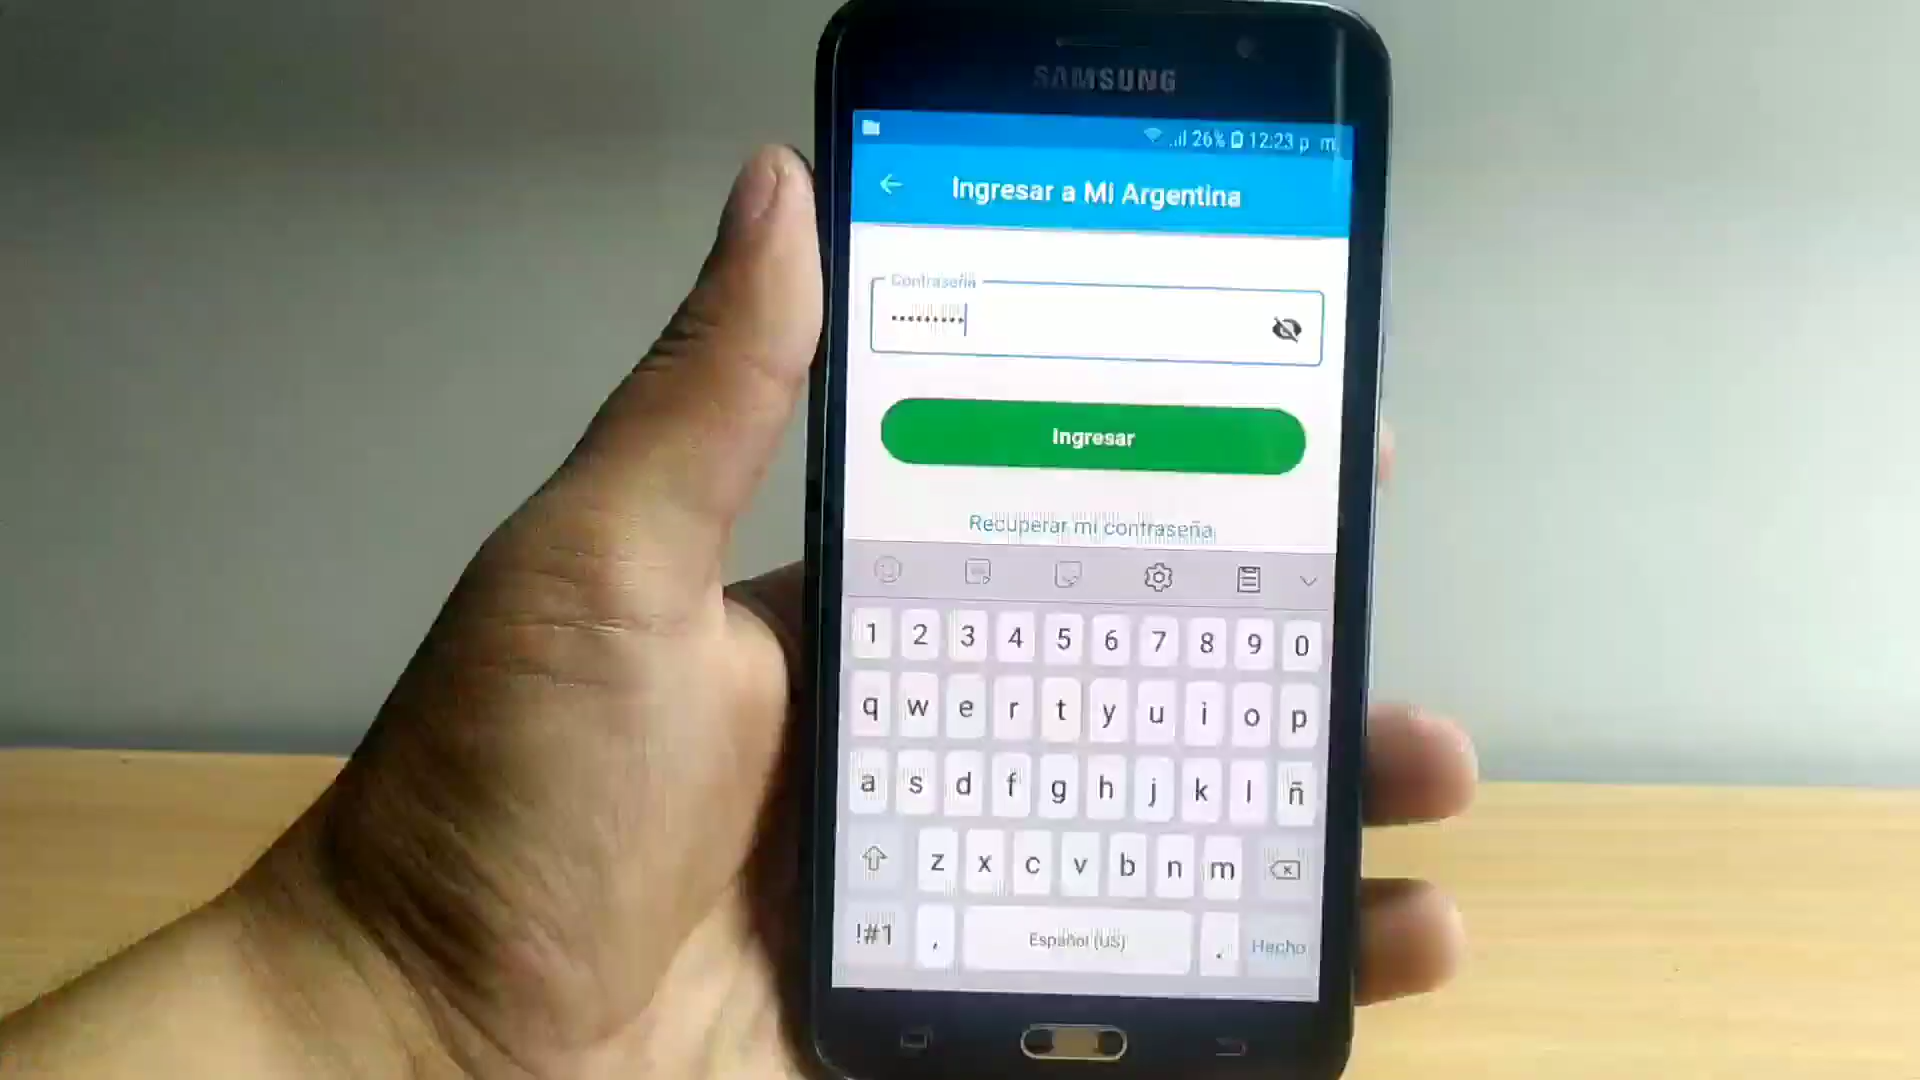 SAMSUNG
26% 12:23 p. m.
Ingresar a Mi Argentina
Contraseña
•••••••••
Ingresar
Recuperar mi contraseña
1 2 3 4 5 6 7 8 9 0
q w e r t y u i o p
a s d f g h j k l ñ
z x c v b n m
!#1 , Español (US) . Hecho